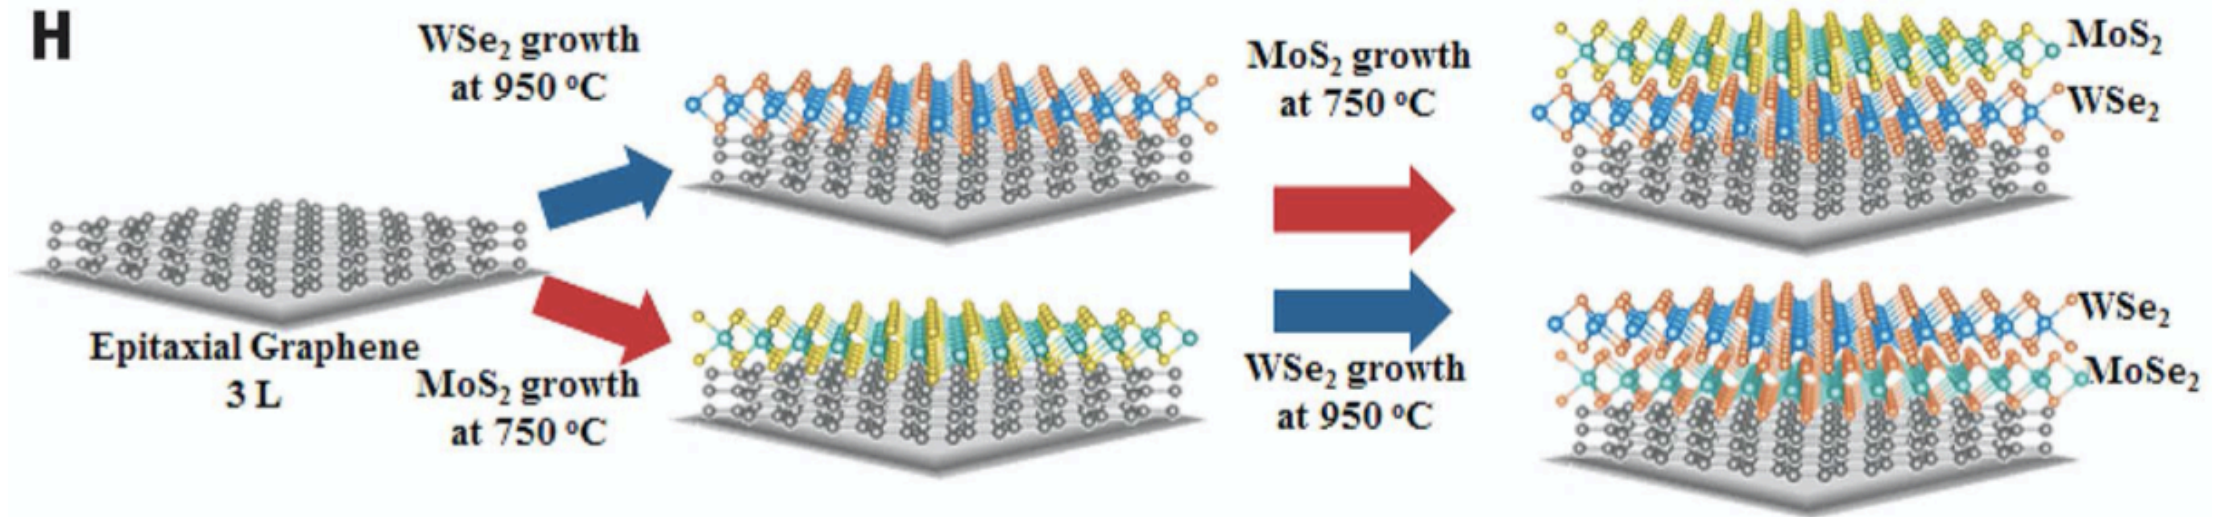 H
WSe₂ growth
at 950 °C
MoS₂ growth
at 750 °C
MoS₂
WSe₂
Epitaxial Graphene
3 L
MoS₂ growth
at 750 °C
WSe₂ growth
at 950 °C
WSe₂
MoSe₂